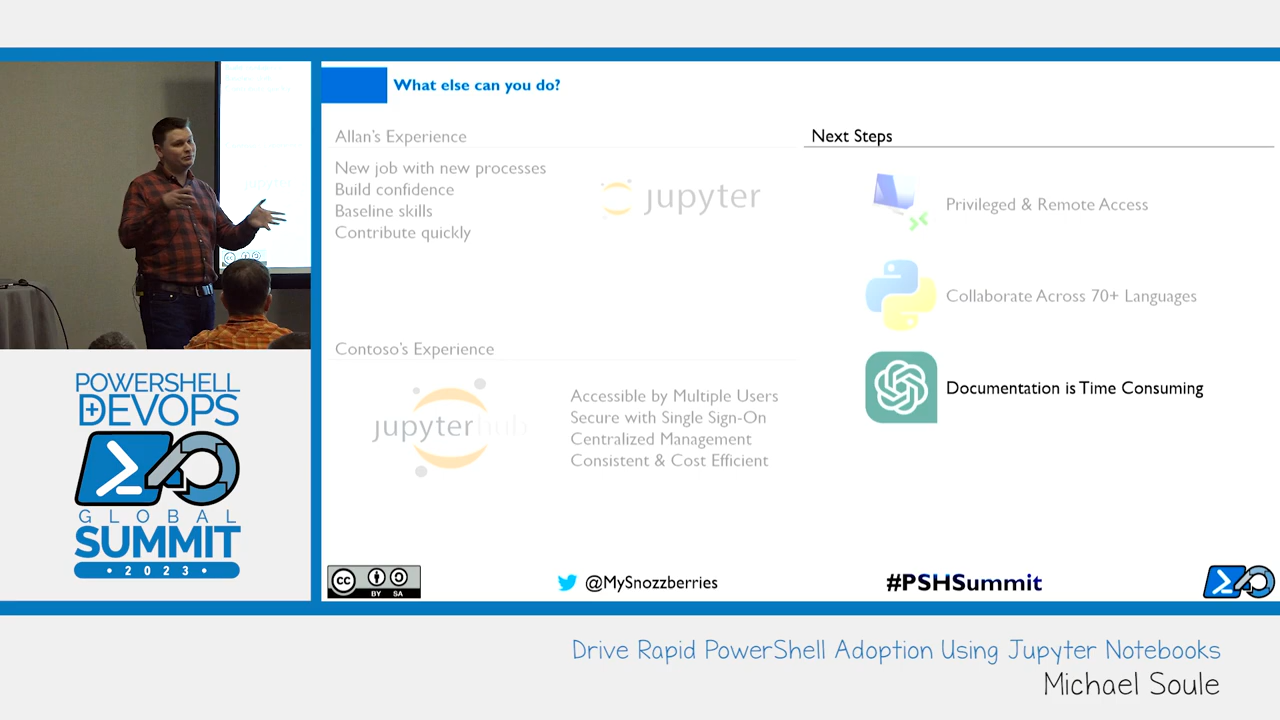 What else can you do?
Allan's Experience
New job with new processes
Build confidence
Baseline skills
Contribute quickly
jupyter
Contoso's Experience
jupyterhub
Accessible by Multiple Users
Secure with Single Sign-On
Centralized Management
Consistent & Cost Efficient
Next Steps
Privileged & Remote Access
Collaborate Across 70+ Languages
Documentation is Time Consuming
cc BY SA
@MySnozzberries
#PSHSummit
POWERSHELL
+DEVOPS
GLOBAL
SUMMIT
• 2023 •
Drive Rapid PowerShell Adoption Using Jupyter Notebooks
Michael Soule